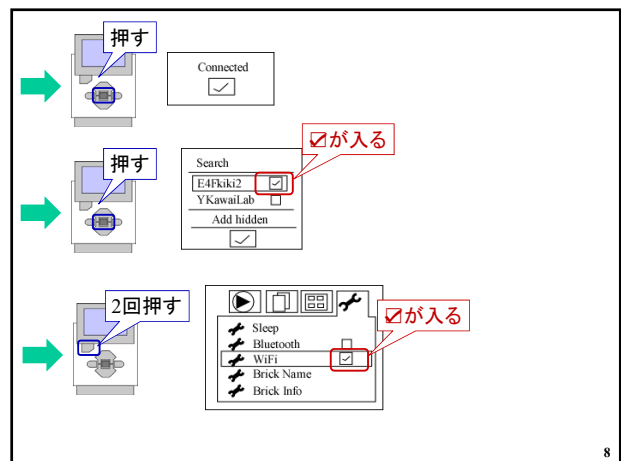 押す
Connected
☑が入る
押す
Search
E4Fkiki2
YKawaiLab
Add hidden
2回押す
☑が入る
Sleep
Bluetooth
WiFi
Brick Name
Brick Info
8